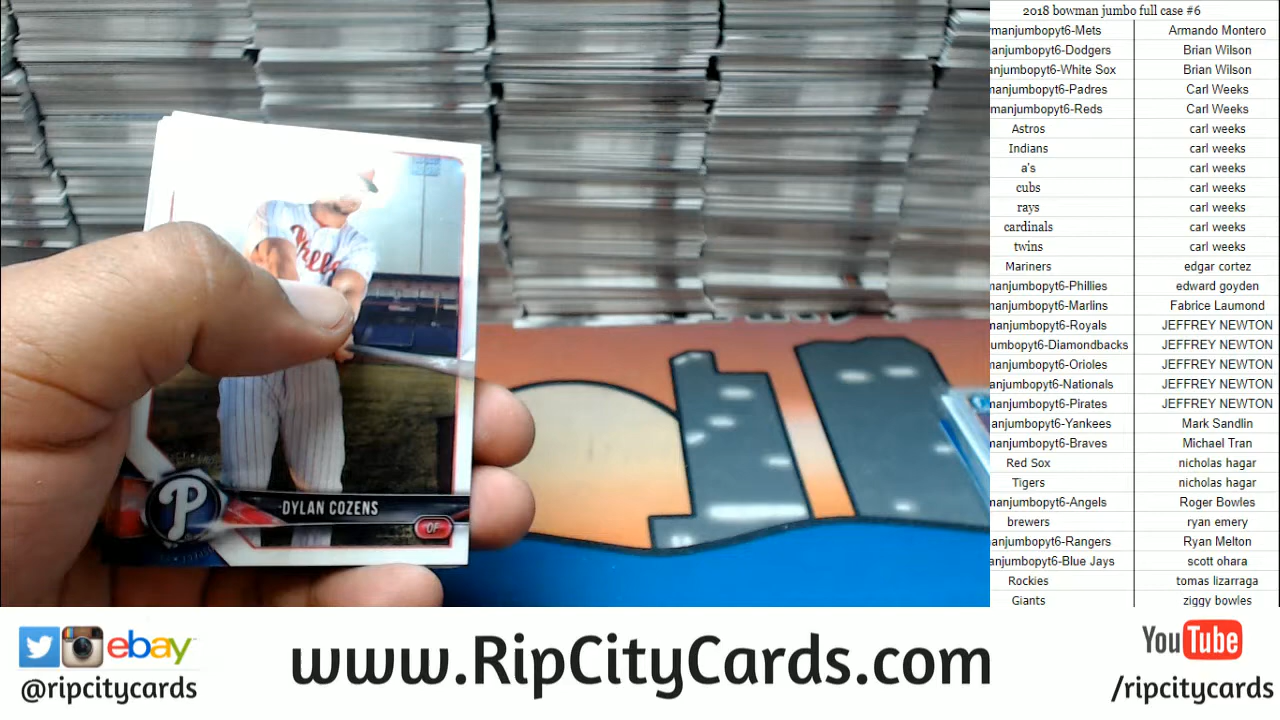 2018 bowman jumbo full case #6
rmanjumbopyt6-Mets Armando Montero
anjumbopyt6-Dodgers Brian Wilson
anjumbopyt6-White Sox Brian Wilson
manjumbopyt6-Padres Carl Weeks
manjumbopyt6-Reds Carl Weeks
Astros carl weeks
Indians carl weeks
a's carl weeks
cubs carl weeks
rays carl weeks
cardinals carl weeks
twins carl weeks
Mariners edgar cortez
manjumbopyt6-Phillies edward goyden
manjumbopyt6-Marlins Fabrice Laumond
manjumbopyt6-Royals JEFFREY NEWTON
umbopyt6-Diamondbacks JEFFREY NEWTON
manjumbopyt6-Orioles JEFFREY NEWTON
anjumbopyt6-Nationals JEFFREY NEWTON
manjumbopyt6-Pirates JEFFREY NEWTON
manjumbopyt6-Yankees Mark Sandlin
manjumbopyt6-Braves Michael Tran
Red Sox nicholas hagar
Tigers nicholas hagar
manjumbopyt6-Angels Roger Bowles
brewers ryan emery
manjumbopyt6-Rangers Ryan Melton
anjumbopyt6-Blue Jays scott ohara
Rockies tomas lizarraga
Giants ziggy bowles
Phille
P
DYLAN COZENS
OF
ebay
@ripcitycards
www.RipCityCards.com
YouTube
/ripcitycards